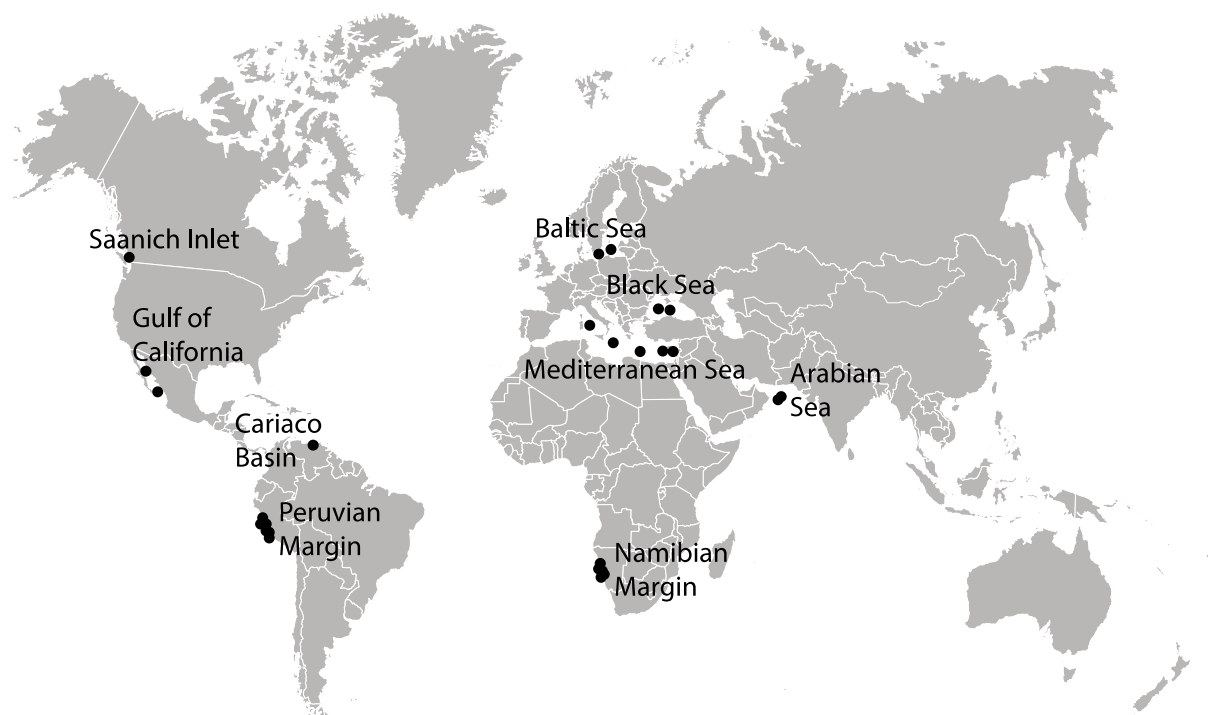 Baltic Sea
Saanich Inlet
Black Sea
Gulf of
California
Mediterranean Sea
Arabian
Sea
Cariaco
Basin
Peruvian
Margin
Namibian
Margin